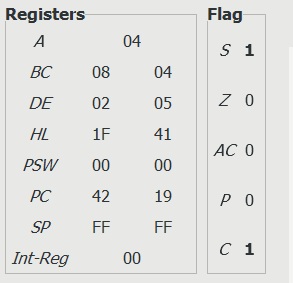 Registers
A 04
BC 08 04
DE 02 05
HL 1F 41
PSW 00 00
PC 42 19
SP FF FF
Int-Reg 00
Flag
S 1
Z 0
AC 0
P 0
C 1